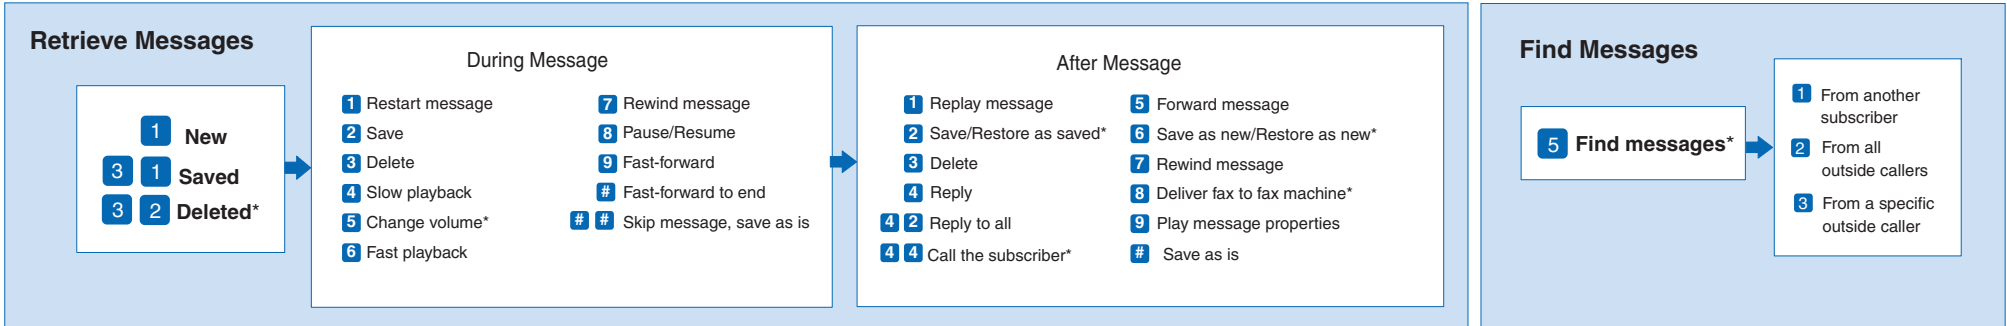 Retrieve Messages
1 New
3 1 Saved
3 2 Deleted*
During Message
1 Restart message
2 Save
3 Delete
4 Slow playback
5 Change volume*
6 Fast playback
7 Rewind message
8 Pause/Resume
9 Fast-forward
# Fast-forward to end
# # Skip message, save as is
After Message
1 Replay message
2 Save/Restore as saved*
3 Delete
4 Reply
4 2 Reply to all
4 4 Call the subscriber*
5 Forward message
6 Save as new/Restore as new*
7 Rewind message
8 Deliver fax to fax machine*
9 Play message properties
# Save as is
Find Messages
5 Find messages*
1 From another
subscriber
2 From all
outside callers
3 From a specific
outside caller